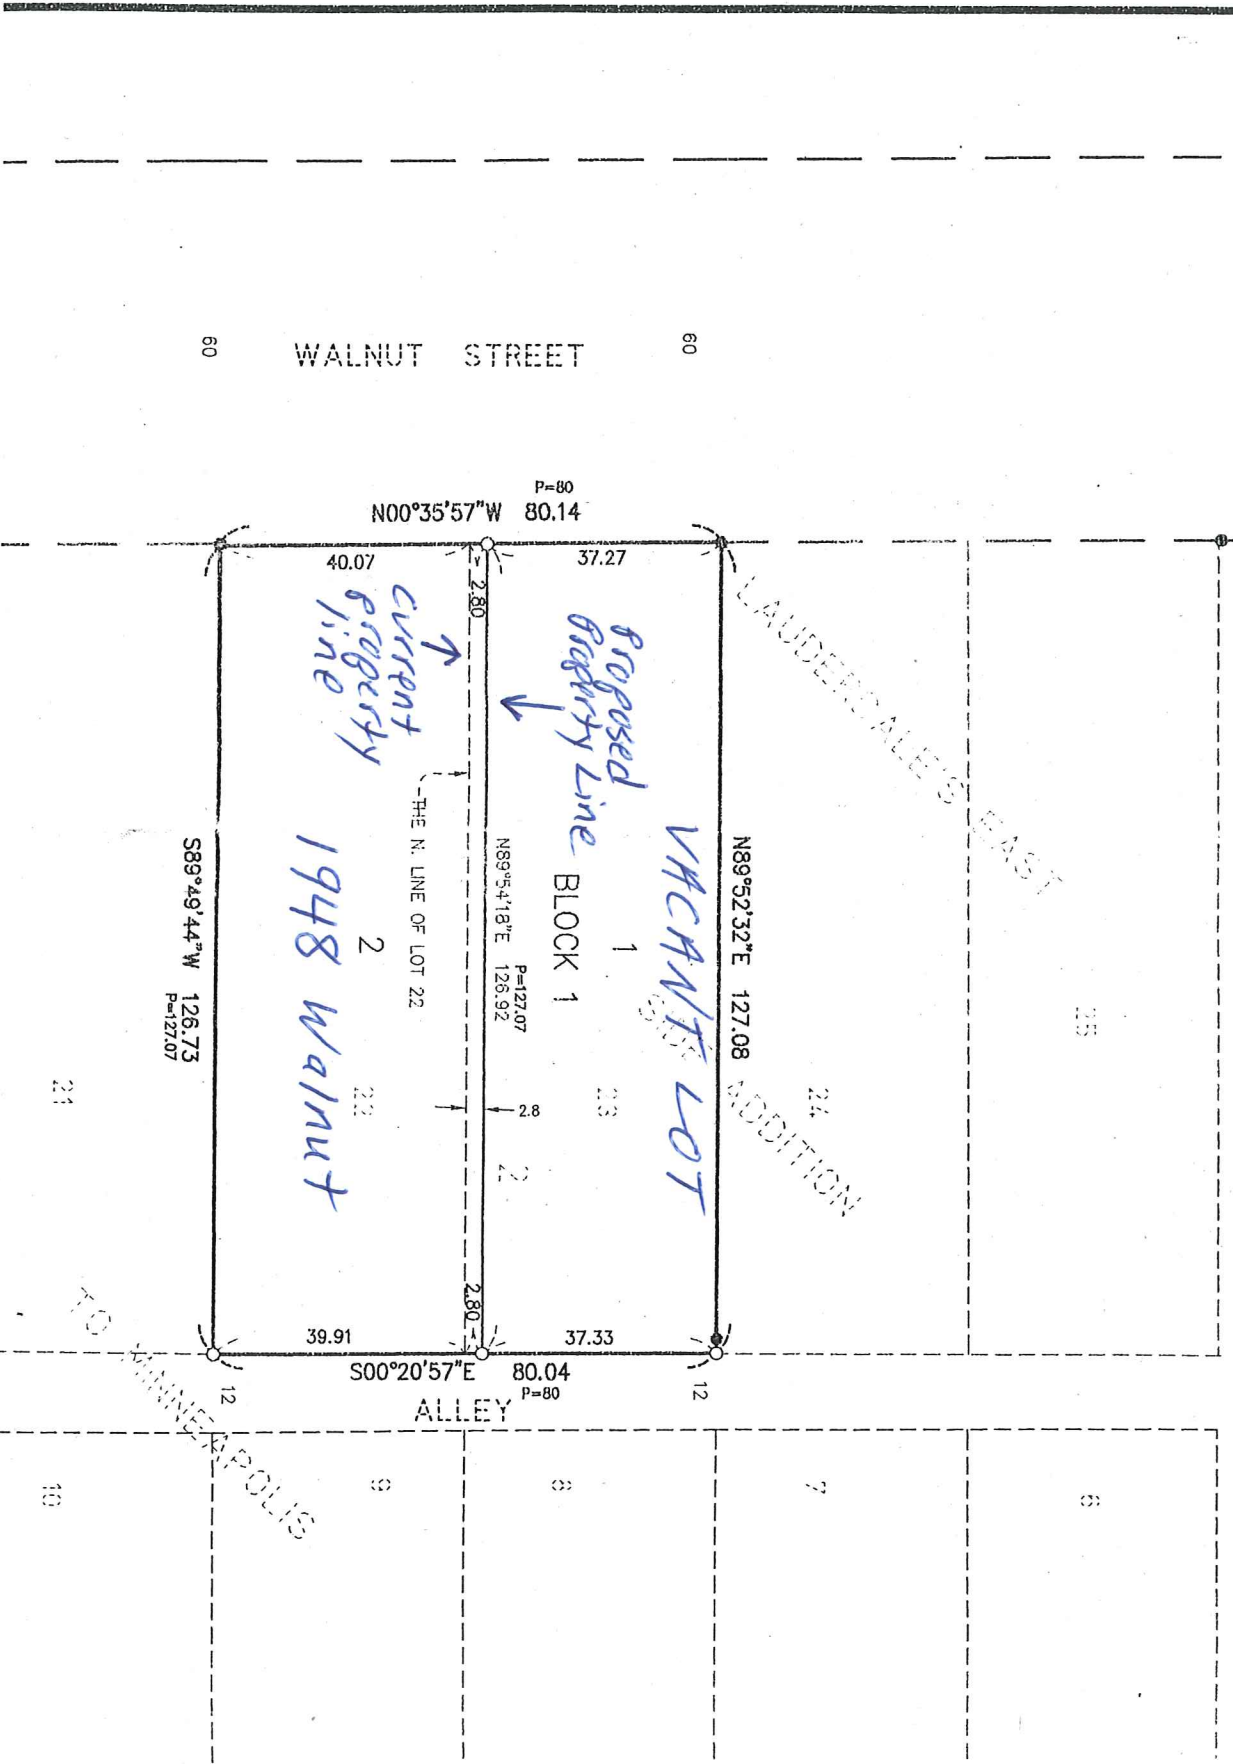 WALNUT STREET
60
60
P=80
N00°35'57"W 80.14
40.07
37.27
2.80
current
property
line
Proposed
Property Line
LAUDERDALE'S EAST
SIDE ADDITION
TO MINNEAPOLIS
N89°52'32"E 127.08
VACANT LOT
1
BLOCK 1
N89°54'18"E 126.92
P=127.07
THE N. LINE OF LOT 22
2
1948 Walnut
S89°49'44"W 126.73
P=127.07
25
24
23
22
21
2
2.8
2.80
39.91
37.33
S00°20'57"E 80.04
P=80
12
12
ALLEY
10
9
8
7
6